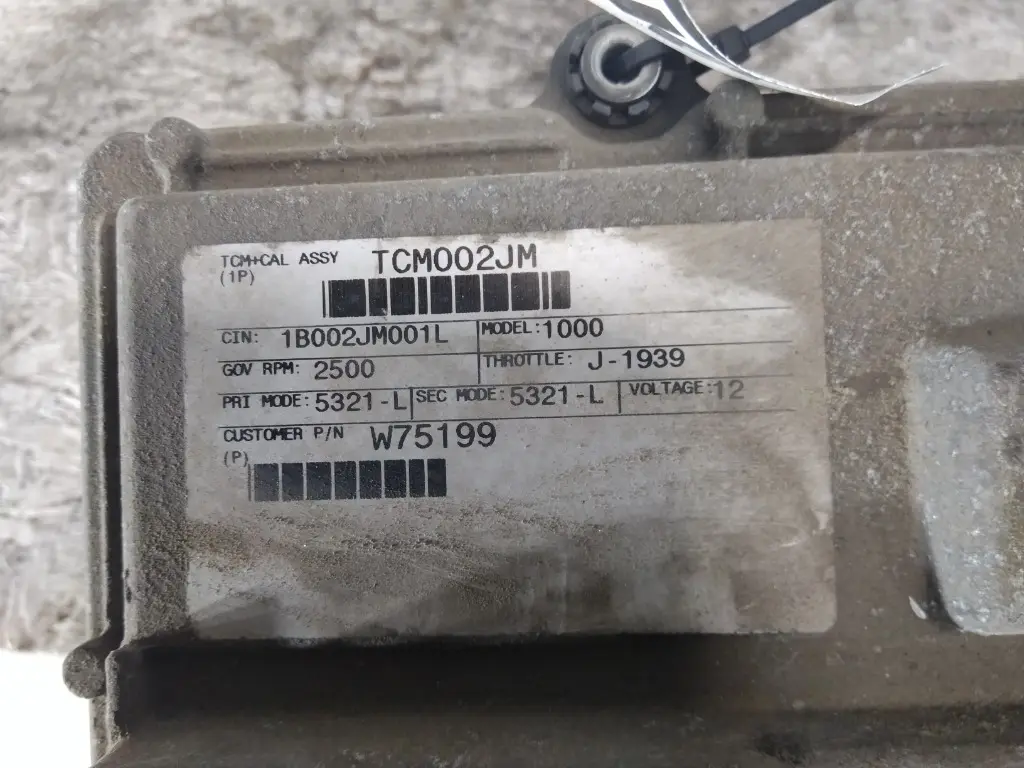 TCM+CAL ASSY TCM002JM
(1P)
CIN: 1B002JM001L MODEL: 1000
GOV RPM: 2500 THROTTLE: J-1939
PRI MODE: 5321-L SEC MODE: 5321-L VOLTAGE: 12
CUSTOMER P/N W75199
(P)